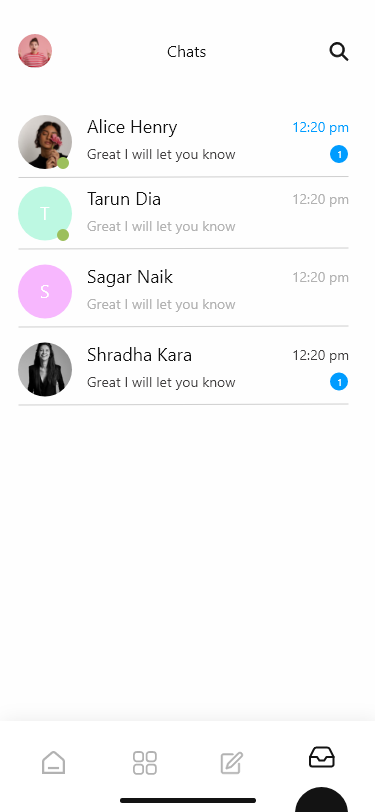 Chats
Alice Henry
12:20 pm
Great I will let you know
1
Tarun Dia
12:20 pm
T
Great I will let you know
Sagar Naik
12:20 pm
S
Great I will let you know
Shradha Kara
12:20 pm
Great I will let you know
1